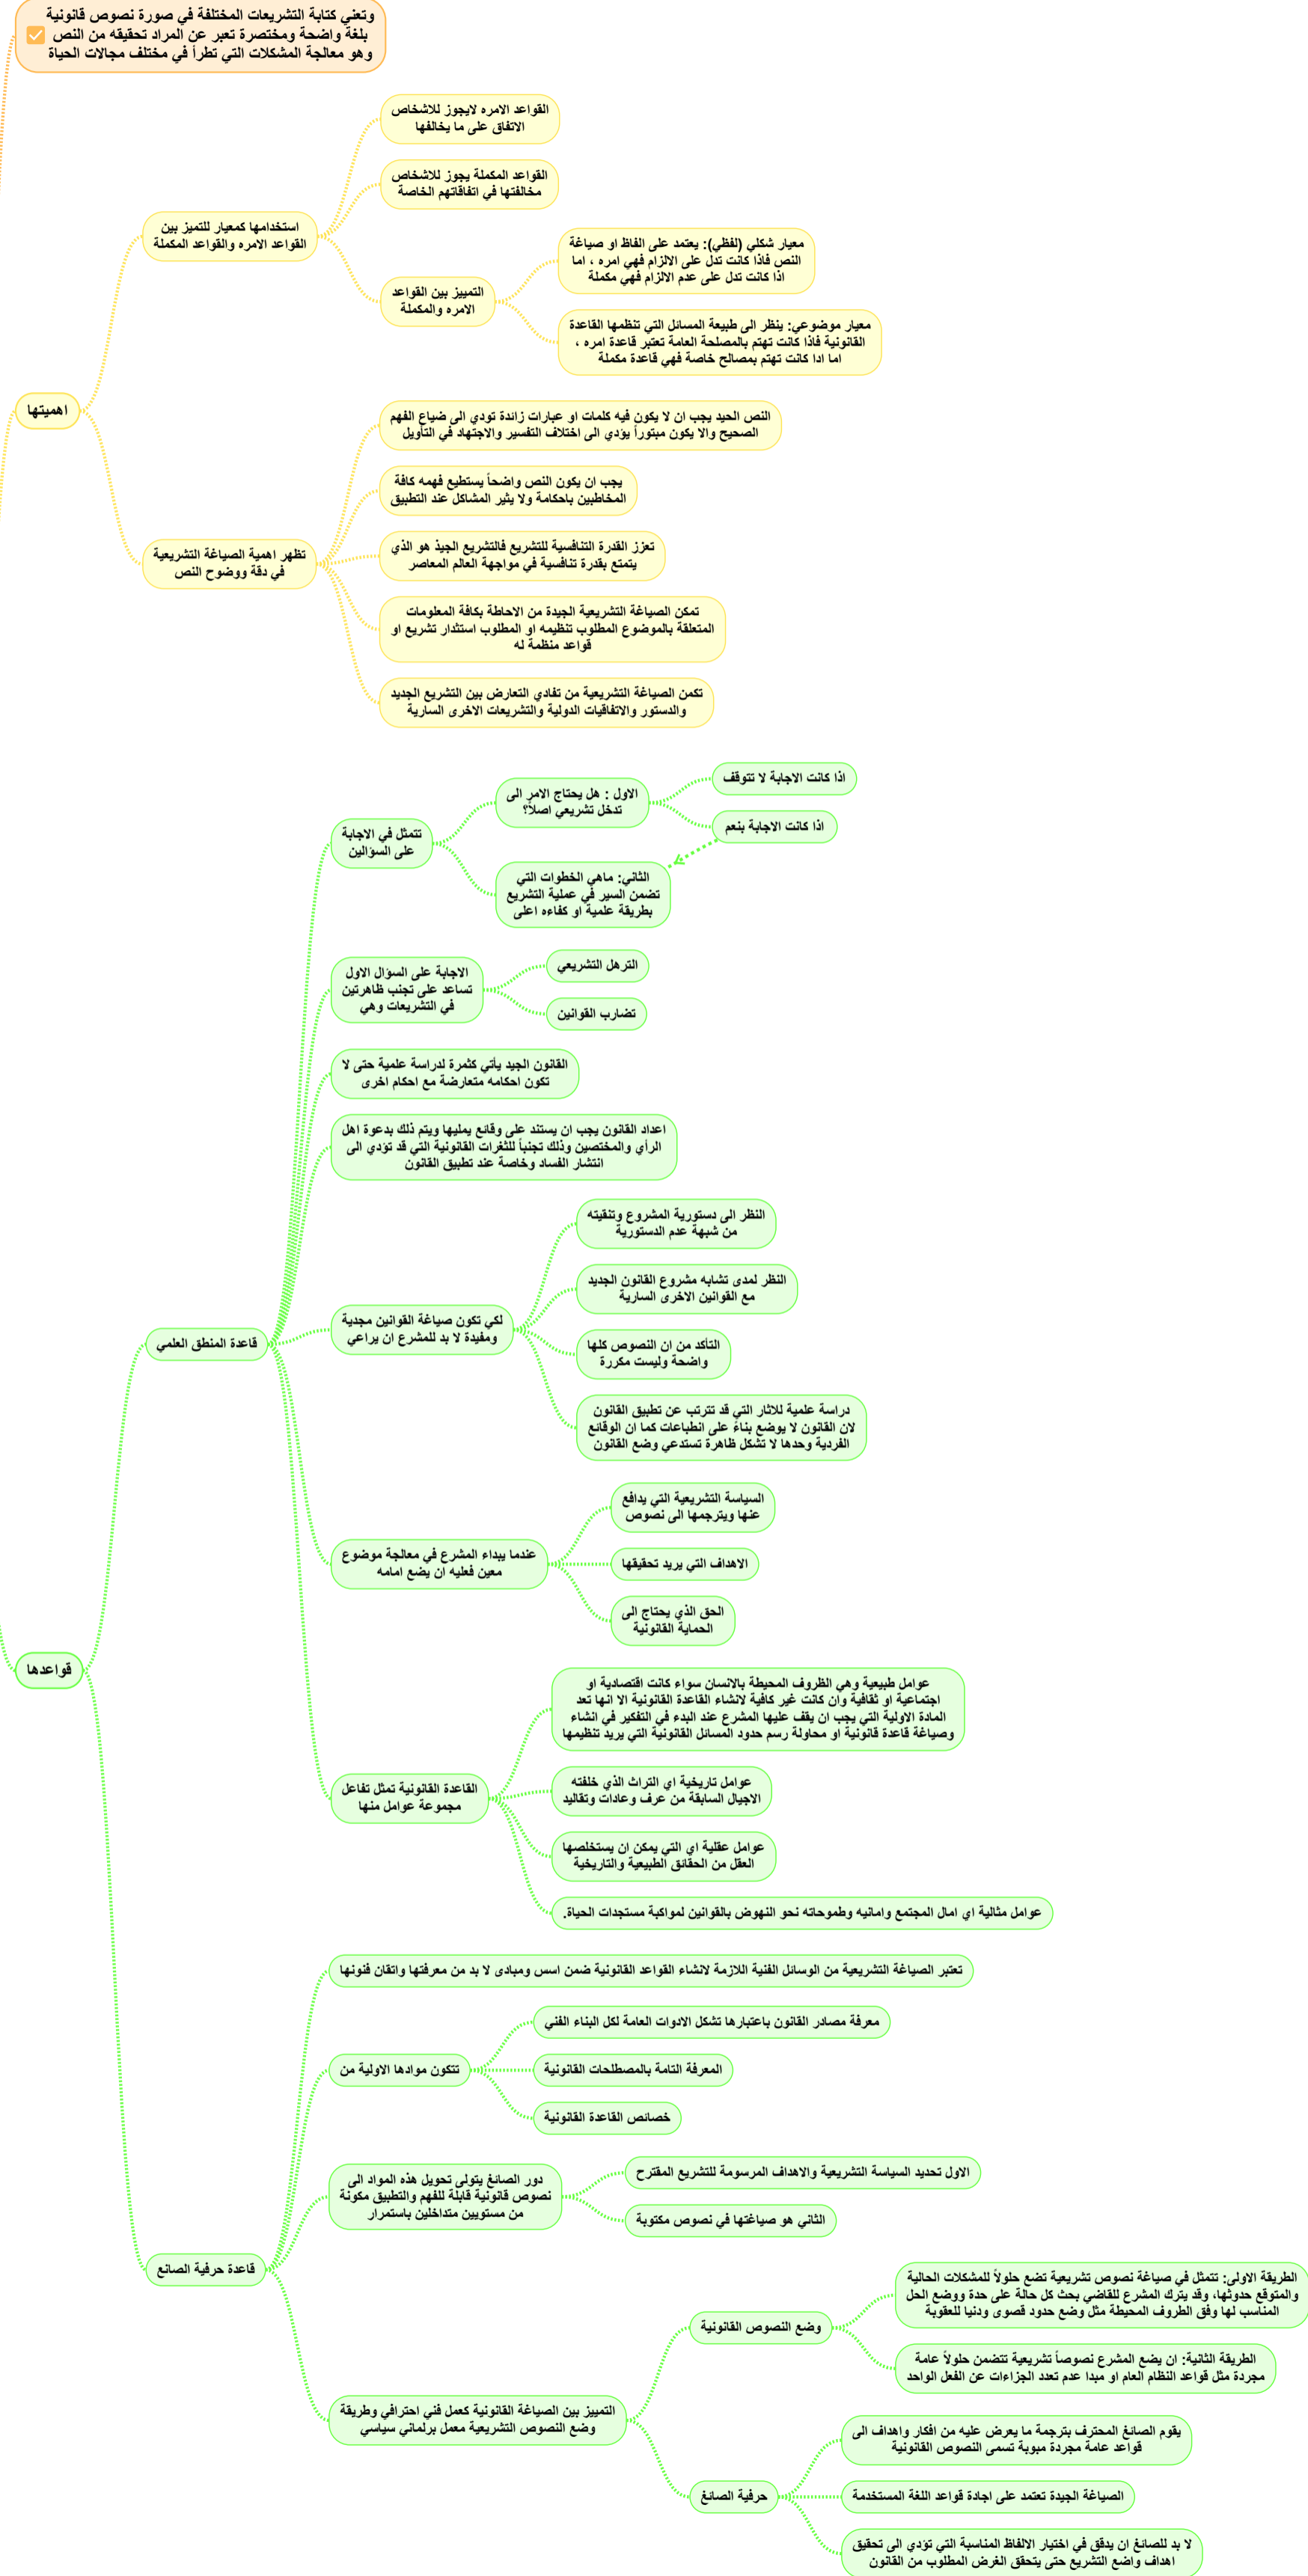 وتعني كتابة التشريعات المختلفة في صورة نصوص قانونية
بلغة واضحة ومختصرة تعبر عن المراد تحقيقه من النص
وهو معالجة المشكلات التي تطرأ في مختلف مجالات الحياة
اهميتها
استخدامها كمعيار للتميز بين
القواعد الامره والقواعد المكملة
القواعد الامره لايجوز للاشخاص
الاتفاق على ما يخالفها
القواعد المكملة يجوز للاشخاص
مخالفتها في اتفاقاتهم الخاصة
التمييز بين القواعد
الامره والمكملة
معيار شكلي (لفظي): يعتمد على الفاظ او صياغة
النص فاذا كانت تدل على الالزام فهي امره ، اما
اذا كانت تدل على عدم الالزام فهي مكملة
معيار موضوعي: ينظر الى طبيعة المسائل التي تنظمها القاعدة
القانونية فاذا كانت تهتم بالمصلحة العامة تعتبر قاعدة امره ،
اما ادا كانت تهتم بمصالح خاصة فهي قاعدة مكملة
تظهر اهمية الصياغة التشريعية
في دقة ووضوح النص
النص الحيد يجب ان لا يكون فيه كلمات او عبارات زائدة تودي الى ضياع الفهم
الصحيح والا يكون مبتوراً يؤدي الى اختلاف التفسير والاجتهاد في التأويل
يجب ان يكون النص واضحاً يستطيع فهمه كافة
المخاطبين باحكامة ولا يثير المشاكل عند التطبيق
تعزز القدرة التنافسية للتشريع فالتشريع الجيذ هو الذي
يتمتع بقدرة تنافسية في مواجهة العالم المعاصر
تمكن الصياغة التشريعية الجيدة من الاحاطة بكافة المعلومات
المتعلقة بالموضوع المطلوب تنظيمه او المطلوب استئدار تشريع او
قواعد منظمة له
تكمن الصياغة التشريعية من تفادي التعارض بين التشريع الجديد
والدستور والاتفاقيات الدولية والتشريعات الاخرى السارية
قواعدها
قاعدة المنطق العلمي
تتمثل في الاجابة
على السؤالين
الاول : هل يحتاج الامر الى
تدخل تشريعي اصلاً؟
اذا كانت الاجابة لا تتوقف
اذا كانت الاجابة بنعم
الثاني: ماهي الخطوات التي
تضمن السير في عملية التشريع
بطريقة علمية او كفاءه اعلى
الاجابة على السؤال الاول
تساعد على تجنب ظاهرتين
في التشريعات وهي
الترهل التشريعي
تضارب القوانين
القانون الجيد يأتي كثمرة لدراسة علمية حتى لا
تكون احكامه متعارضة مع احكام اخرى
اعداد القانون يجب ان يستند على وقائع يمليها ويتم ذلك بدعوة اهل
الرأي والمختصين وذلك تجنباً للثغرات القانونية التي قد تؤدي الى
انتشار الفساد وخاصة عند تطبيق القانون
لكي تكون صياغة القوانين مجدية
ومفيدة لا بد للمشرع ان يراعي
النظر الى دستورية المشروع وتنقيته
من شبهة عدم الدستورية
النظر لمدى تشابه مشروع القانون الجديد
مع القوانين الاخرى السارية
التأكد من ان النصوص كلها
واضحة وليست مكررة
دراسة علمية للاثار التي قد تترتب عن تطبيق القانون
لان القانون لا يوضع بناءً على انطباعات كما ان الوقائع
الفردية وحدها لا تشكل ظاهرة تستدعي وضع القانون
عندما يبداء المشرع في معالجة موضوع
معين فعليه ان يضع امامه
السياسة التشريعية التي يدافع
عنها ويترجمها الى نصوص
الاهداف التي يريد تحقيقها
الحق الذي يحتاج الى
الحماية القانونية
القاعدة القانونية تمثل تفاعل
مجموعة عوامل منها
عوامل طبيعية وهي الظروف المحيطة بالانسان سواء كانت اقتصادية او
اجتماعية او ثقافية وان كانت غير كافية لانشاء القاعدة القانونية الا انها تعد
المادة الاولية التي يجب ان يقف عليها المشرع عند البدء في التفكير في انشاء
وصياغة قاعدة قانونية او محاولة رسم حدود المسائل القانونية التي يريد تنظيمها
عوامل تاريخية اي التراث الذي خلفته
الاجيال السابقة من عرف وعادات وتقاليد
عوامل عقلية اي التي يمكن ان يستخلصها
العقل من الحقائق الطبيعية والتاريخية
عوامل مثالية اي امال المجتمع وامانيه وطموحاته نحو النهوض بالقوانين لمواكبة مستجدات الحياة.
قاعدة حرفية الصانع
تعتبر الصياغة التشريعية من الوسائل الفنية اللازمة لانشاء القواعد القانونية ضمن اسس ومبادى لا بد من معرفتها واتقان فنونها
تتكون موادها الاولية من
معرفة مصادر القانون باعتبارها تشكل الادوات العامة لكل البناء الفني
المعرفة التامة بالمصطلحات القانونية
خصائص القاعدة القانونية
دور الصائغ يتولى تحويل هذه المواد الى
نصوص قانونية قابلة للفهم والتطبيق مكونة
من مستويين متداخلين باستمرار
الاول تحديد السياسة التشريعية والاهداف المرسومة للتشريع المقترح
الثاني هو صياغتها في نصوص مكتوبة
التمييز بين الصياغة القانونية كعمل فني احترافي وطريقة
وضع النصوص التشريعية معمل برلماني سياسي
وضع النصوص القانونية
الطريقة الاولى: تتمثل في صياغة نصوص تشريعية تضع حلولاً للمشكلات الحالية
والمتوقع حدوثها، وقد يترك المشرع للقاضي بحث كل حالة على حدة ووضع الحل
المناسب لها وفق الطروف المحيطة مثل وضع حدود قصوى ودنيا للعقوبة
الطريقة الثانية: ان يضع المشرع نصوصاً تشريعية تتضمن حلولاً عامة
مجردة مثل قواعد النظام العام او مبدا عدم تعدد الجزاءات عن الفعل الواحد
حرفية الصائغ
يقوم الصائغ المحترف بترجمة ما يعرض عليه من افكار واهداف الى
قواعد عامة مجردة مبوبة تسمى النصوص القانونية
الصياغة الجيدة تعتمد على اجادة قواعد اللغة المستخدمة
لا بد للصائغ ان يدقق في اختيار الالفاظ المناسبة التي تؤدي الى تحقيق
اهداف واضع التشريع حتى يتحقق الغرض المطلوب من القانون